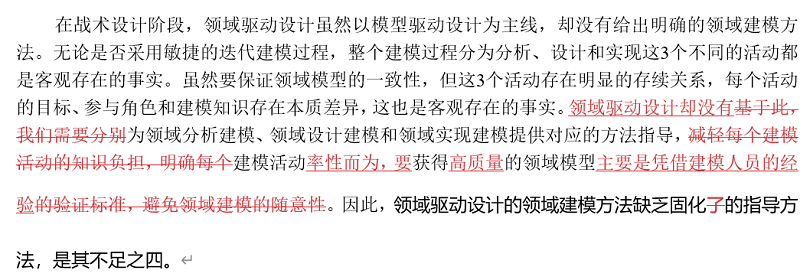 在战术设计阶段，领域驱动设计虽然以模型驱动设计为主线，却没有给出明确的领域建模方
法。无论是否采用敏捷的迭代建模过程，整个建模过程分为分析、设计和实现这3个不同的活动都
是客观存在的事实。虽然要保证领域模型的一致性，但这3个活动存在明显的存续关系，每个活动
的目标、参与角色和建模知识存在本质差异，这也是客观存在的事实。领域驱动设计却没有基于此，
我们需要分别为领域分析建模、领域设计建模和领域实现建模提供对应的方法指导，减轻每个建模
活动的知识负担，明确每个建模活动率性而为，要获得高质量的领域模型主要是凭借建模人员的经
验的验证标准，避免领域建模的随意性。因此，领域驱动设计的领域建模方法缺乏固化了的指导方
法，是其不足之四。